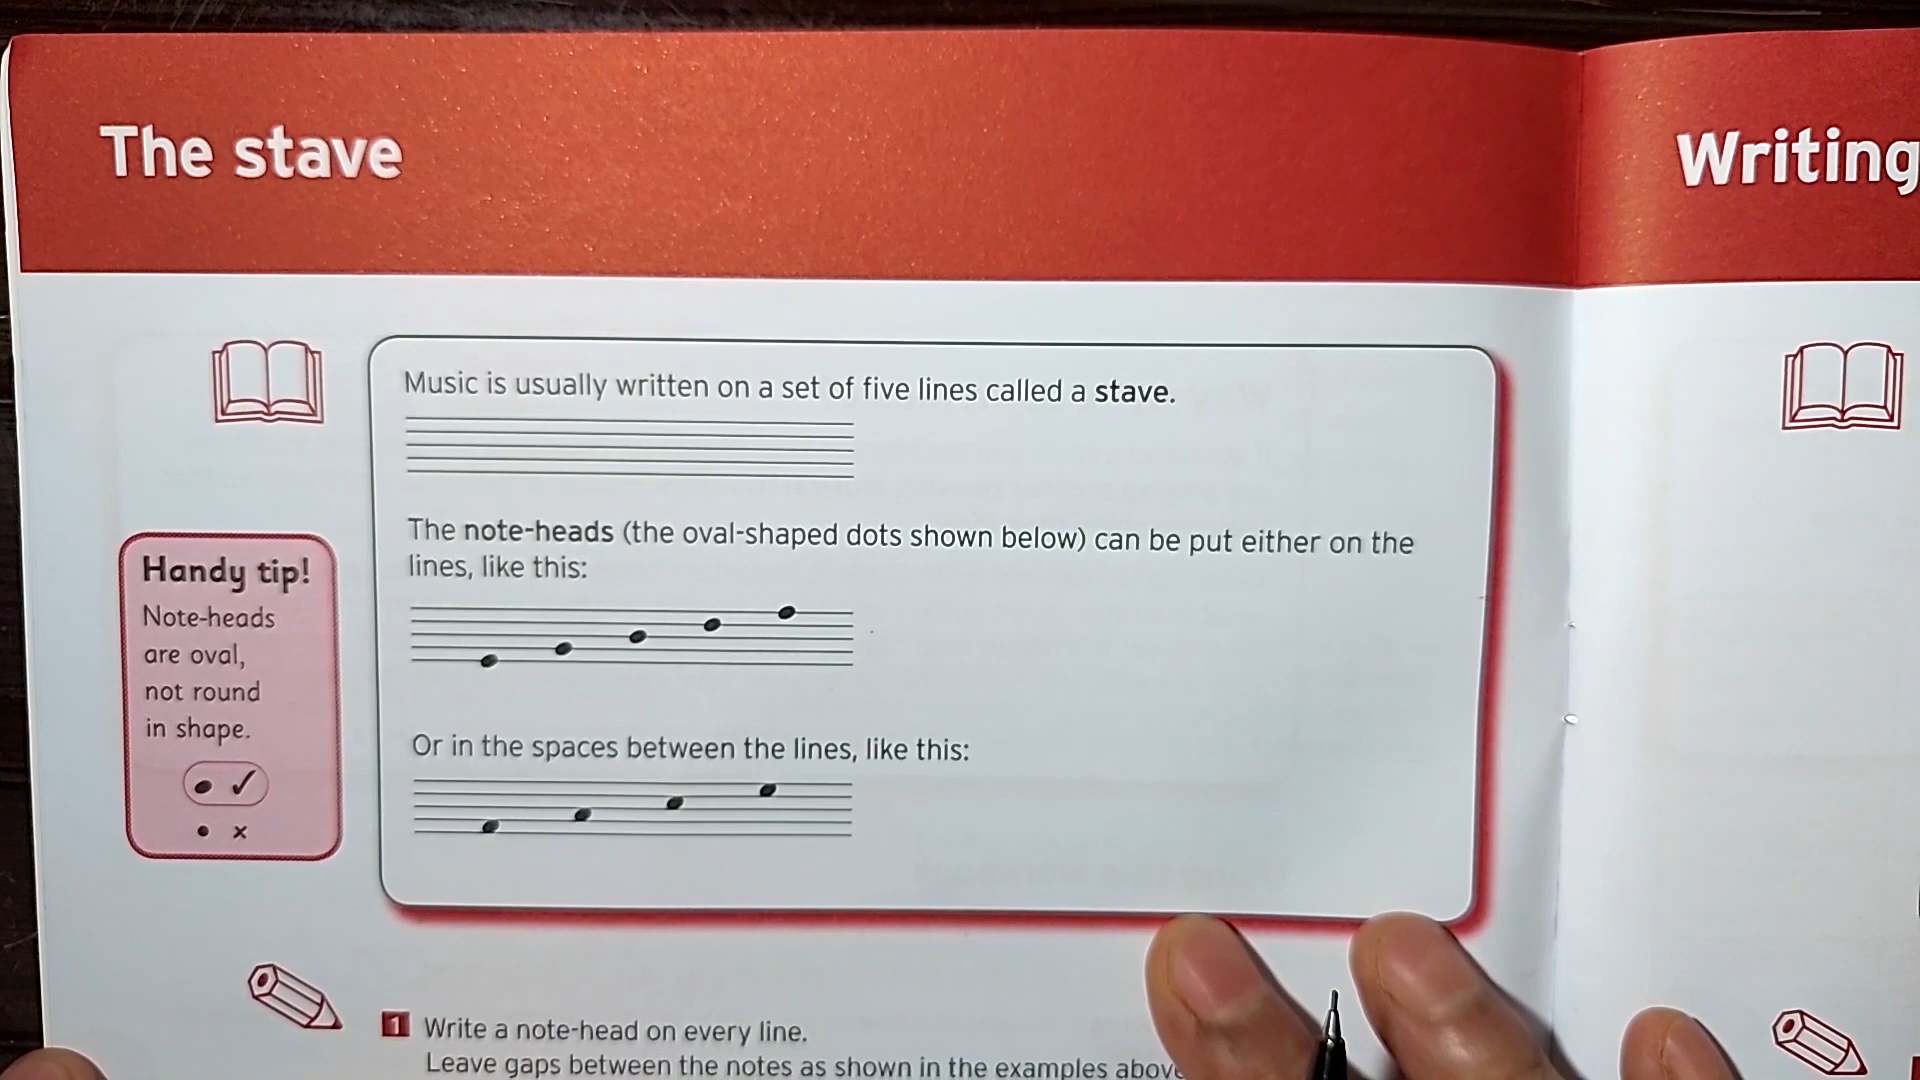 The stave
Music is usually written on a set of five lines called a stave.
The note-heads (the oval-shaped dots shown below) can be put either on the
lines, like this:
Or in the spaces between the lines, like this:
Handy tip!
Note-heads
are oval,
not round
in shape.
1 Write a note-head on every line.
Leave gaps between the notes as shown in the examples above
Writing